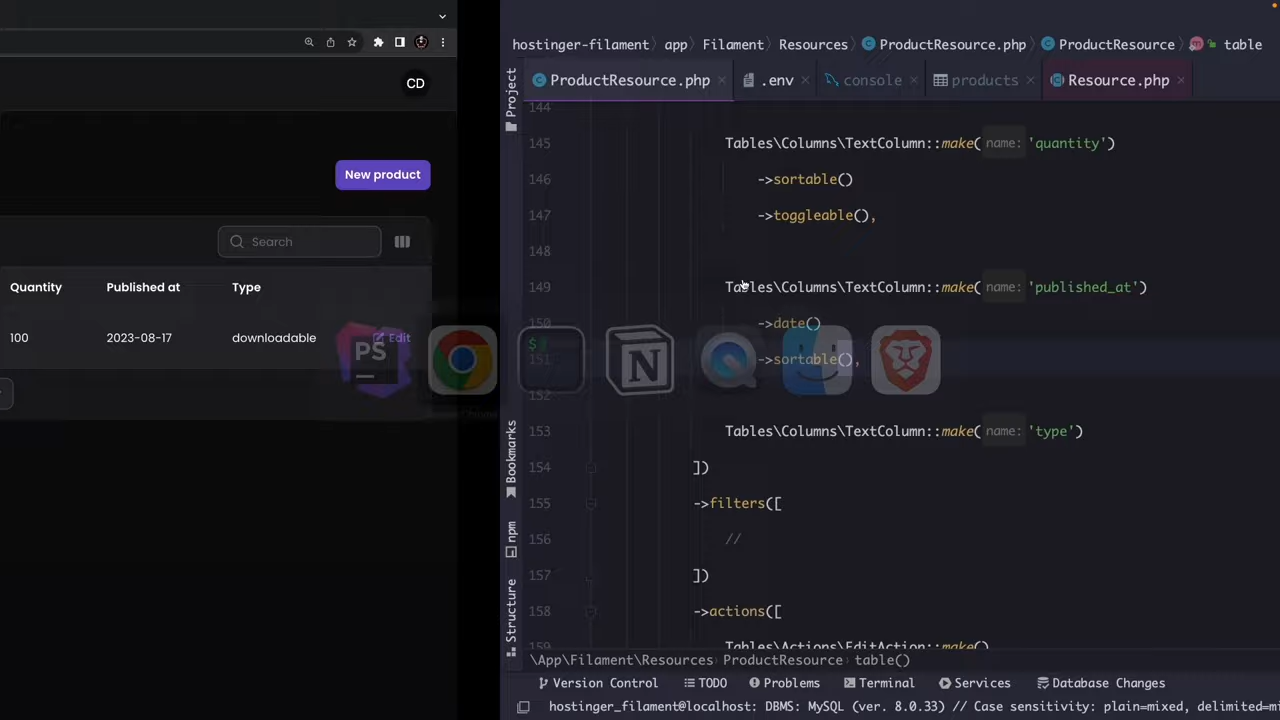 CD
New product
Search
Quantity Published at Type
100 2023-08-17 downloadable Edit
hostinger-filament app Filament Resources ProductResource.php ProductResource table
ProductResource.php .env console products Resource.php
Project
Bookmarks
npm
Structure
144
145 Tables\Columns\TextColumn::make( name: 'quantity')
146 ->sortable()
147 ->toggleable(),
148
149 Tables\Columns\TextColumn::make( name: 'published_at')
150 ->date()
151 ->sortable(),
152
153 Tables\Columns\TextColumn::make( name: 'type')
154 ])
155 ->filters([
156 //
157 ])
158 ->actions([
159 Tables\Actions\EditAction::make()
PS
$
N
\App\Filament\Resources ProductResource table()
Version Control TODO Problems Terminal Services Database Changes
hostinger_filament@localhost: DBMS: MySQL (ver. 8.0.33) // Case sensitivity: plain=mixed, delimited=mi